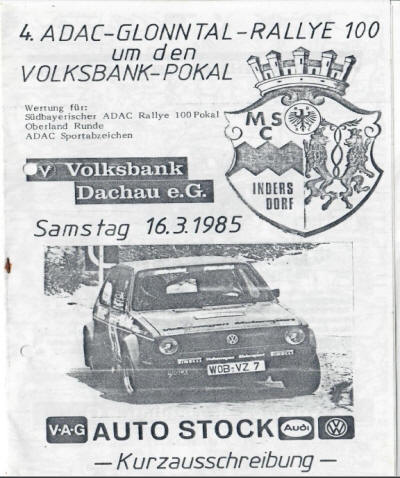 4. ADAC-GLONNTAL-RALLYE 100
um den
VOLKSBANK-POKAL
Wertung für:
Südbayerischer ADAC Rallye 100 Pokal
Oberland Runde
ADAC Sportabzeichen
MSC
INDERS
DORF
V Volksbank
Dachau e.G.
Samstag 16.3.1985
WOB-VZ 7
V·A·G AUTO STOCK Audi VW
- Kurzausschreibung -